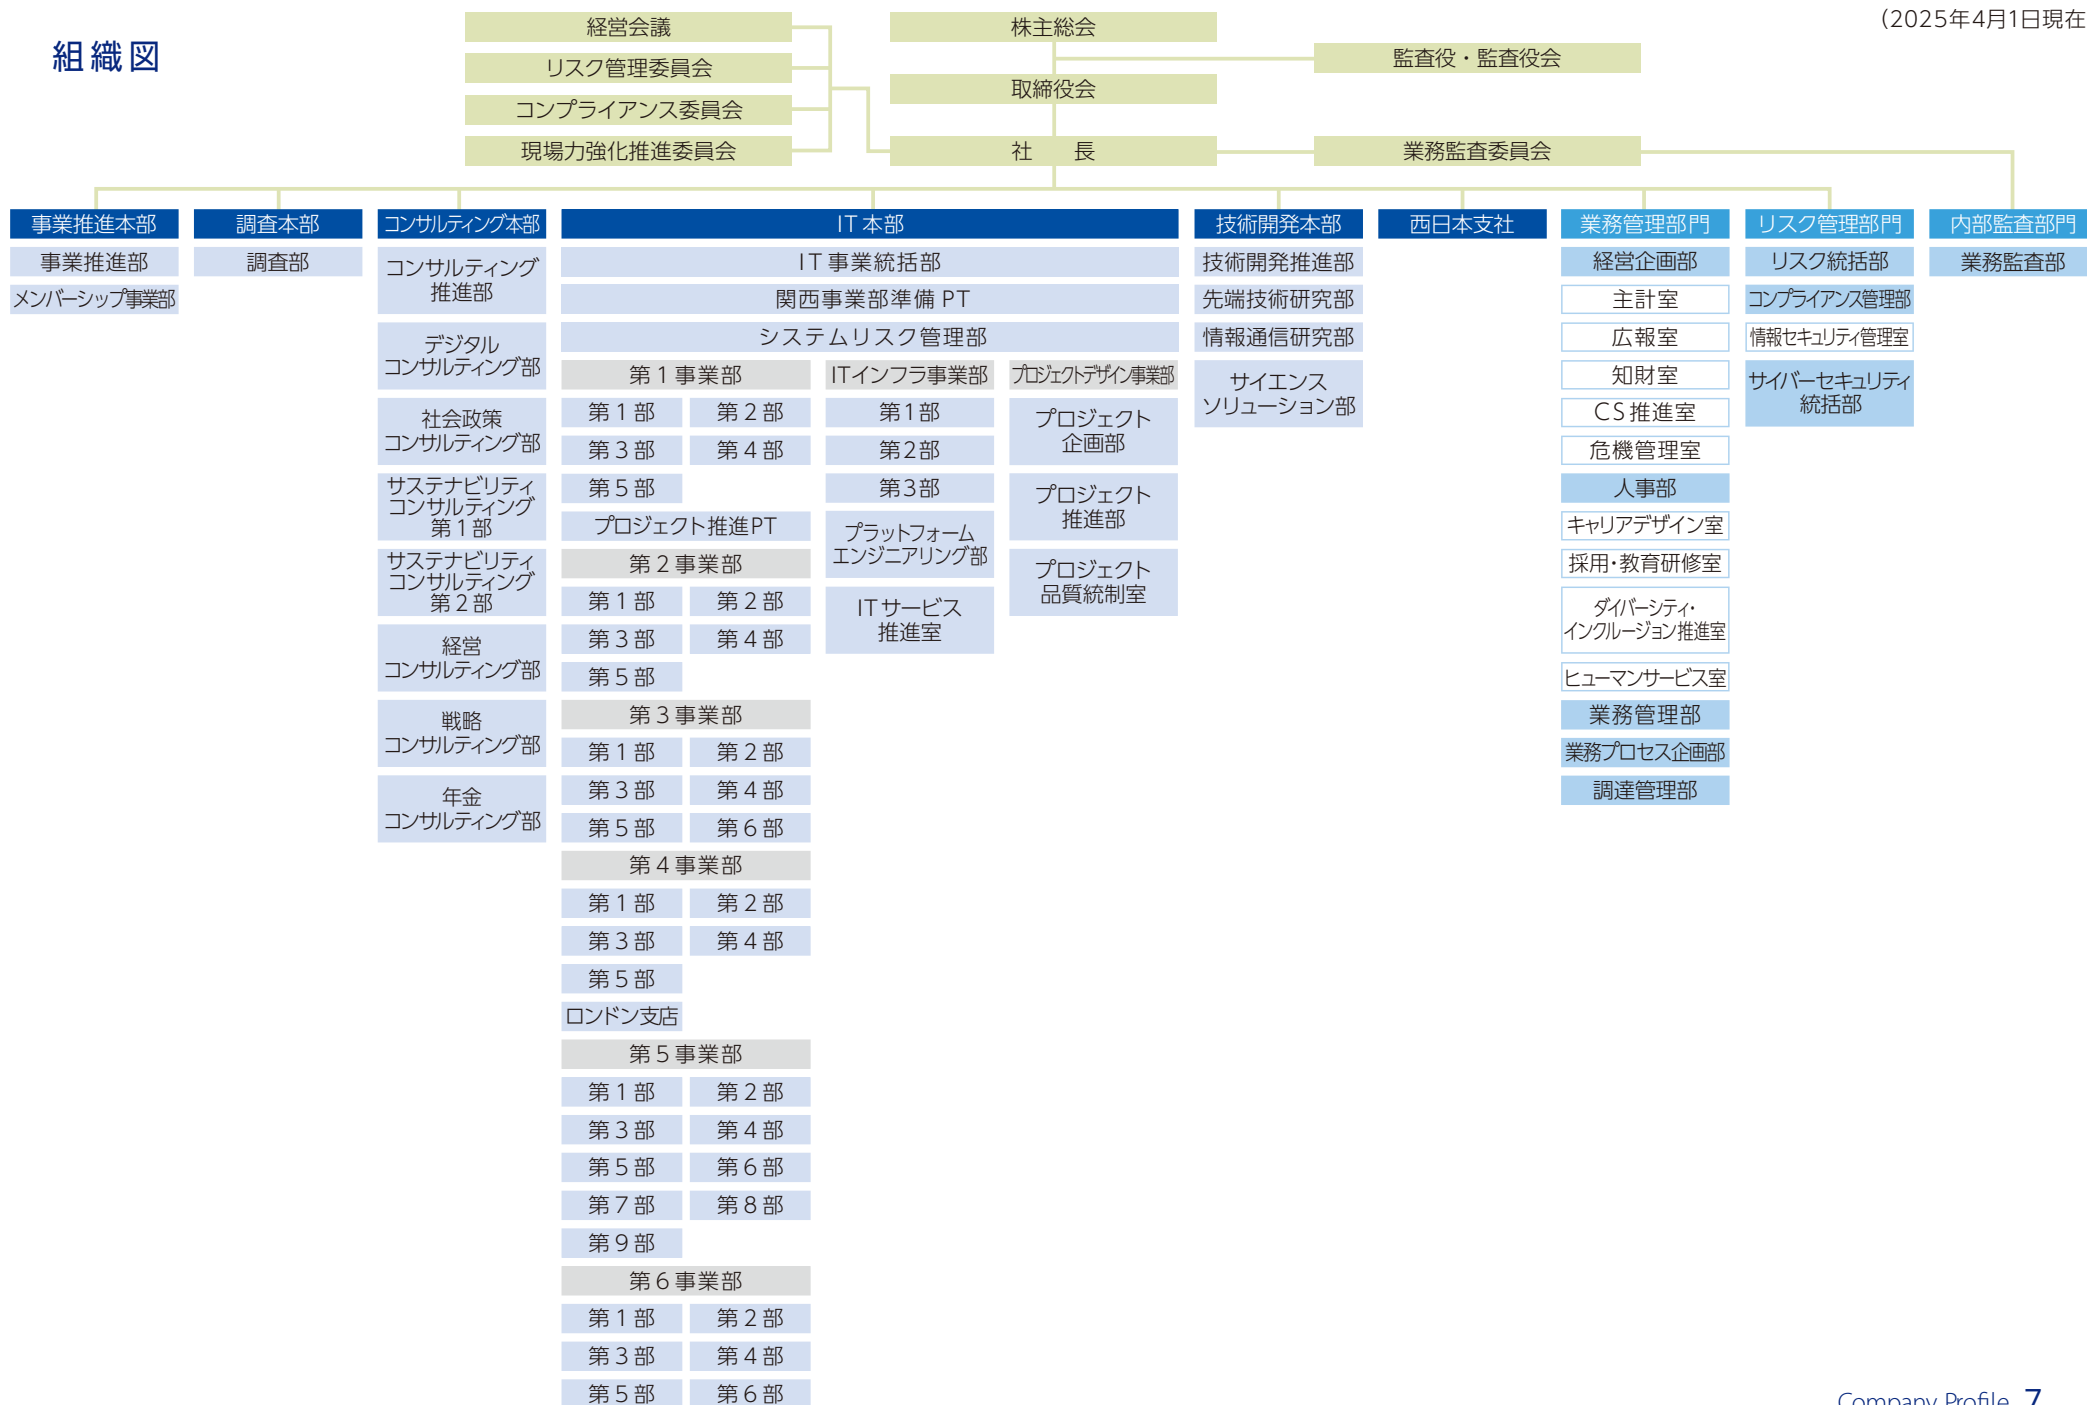 組織図
(2025年4月1日現在
経営会議
リスク管理委員会
コンプライアンス委員会
現場力強化推進委員会
株主総会
監査役・監査役会
取締役会
社 長
業務監査委員会
事業推進本部
事業推進部
メンバーシップ事業部
調査本部
調査部
コンサルティング本部
コンサルティング
推進部
デジタル
コンサルティング部
社会政策
コンサルティング部
サステナビリティ
コンサルティング
第1部
サステナビリティ
コンサルティング
第2部
経営
コンサルティング部
戦略
コンサルティング部
年金
コンサルティング部
IT本部
IT事業統括部
関西事業部準備PT
システムリスク管理部
第1事業部
第1部 第2部
第3部 第4部
第5部
プロジェクト推進PT
第2事業部
第1部 第2部
第3部 第4部
第5部
第3事業部
第1部 第2部
第3部 第4部
第5部 第6部
第4事業部
第1部 第2部
第3部 第4部
第5部
ロンドン支店
第5事業部
第1部 第2部
第3部 第4部
第5部 第6部
第7部 第8部
第9部
第6事業部
第1部 第2部
第3部 第4部
第5部 第6部
ITインフラ事業部
第1部
第2部
第3部
プラットフォーム
エンジニアリング部
ITサービス
推進室
プロジェクトデザイン事業部
プロジェクト
企画部
プロジェクト
推進部
プロジェクト
品質統制室
技術開発本部
技術開発推進部
先端技術研究部
情報通信研究部
サイエンス
ソリューション部
西日本支社
業務管理部門
経営企画部
主計室
広報室
知財室
CS推進室
危機管理室
人事部
キャリアデザイン室
採用・教育研修室
ダイバーシティ・
インクルージョン推進室
ヒューマンサービス室
業務管理部
業務プロセス企画部
調達管理部
リスク管理部門
リスク統括部
コンプライアンス管理部
情報セキュリティ管理室
サイバーセキュリティ
統括部
内部監査部門
業務監査部
Company Profile 7